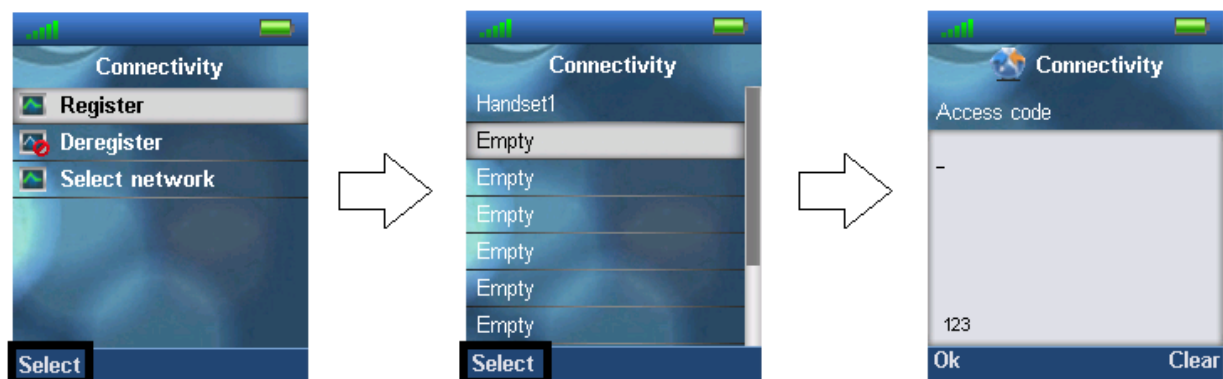 Connectivity
Register
Deregister
Select network
Select
Connectivity
Handset1
Empty
Empty
Empty
Empty
Empty
Empty
Select
Connectivity
Access code
_
123
Ok Clear